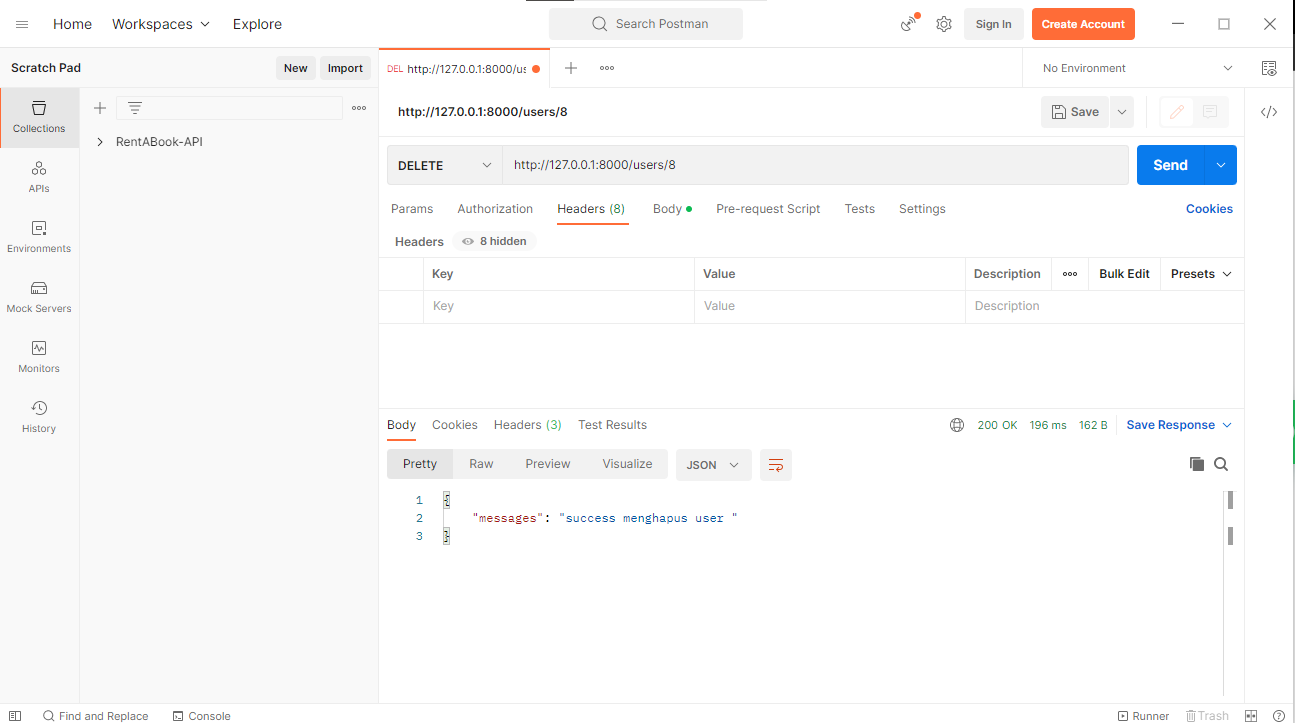 Home Workspaces Explore Search Postman Sign In Create Account
Scratch Pad New Import DEL http://127.0.0.1:8000/us No Environment
Collections
APIs
Environments
Mock Servers
Monitors
History
RentABook-API
http://127.0.0.1:8000/users/8 Save
DELETE http://127.0.0.1:8000/users/8 Send
Params Authorization Headers (8) Body Pre-request Script Tests Settings Cookies
Headers 8 hidden
Key Value Description Bulk Edit Presets
Key Value Description
Body Cookies Headers (3) Test Results 200 OK 196 ms 162 B Save Response
Pretty Raw Preview Visualize JSON
1 {
2 "messages": "success menghapus user "
3 }
Find and Replace Console Runner Trash